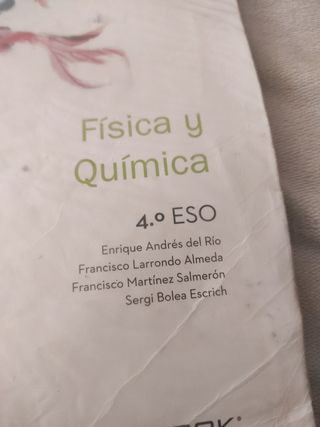 Física y
Química
4.º ESO
Enrique Andrés del Río
Francisco Larrondo Almeda
Francisco Martínez Salmerón
Sergi Bolea Escrich